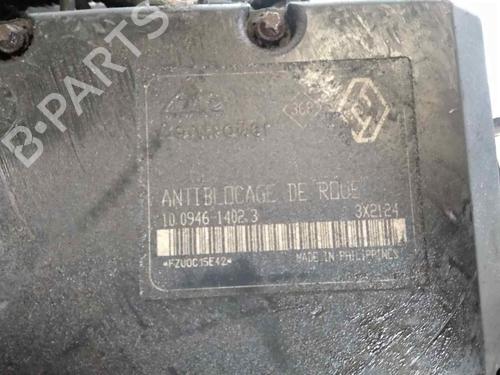 B-PARTS
ANTIBLOCAGE DE ROUE
10.0946-1402.3 3X2124
*FZU0C15E42*
MADE IN PHILIPPINES